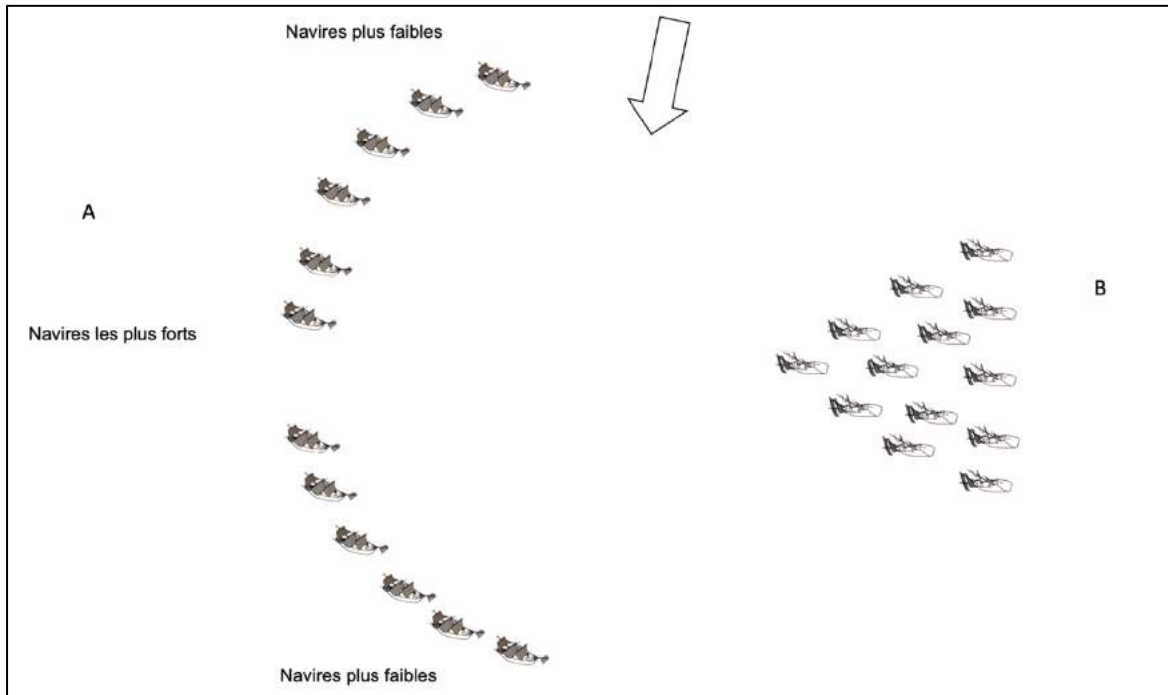 Navires plus faibles
A
B
Navires les plus forts
Navires plus faibles